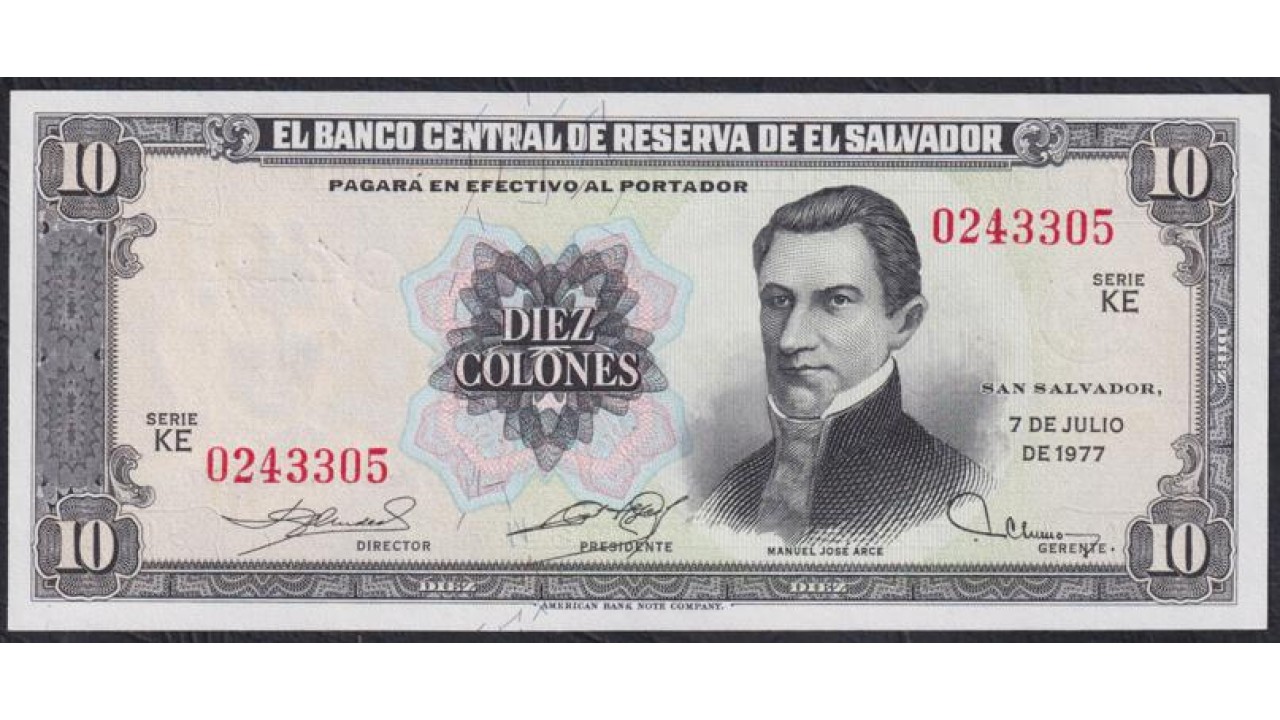 EL BANCO CENTRAL DE RESERVA DE EL SALVADOR
10
10
PAGARÁ EN EFECTIVO AL PORTADOR
0243305
SERIE
KE
DIEZ
COLONES
SAN SALVADOR,
7 DE JULIO
DE 1977
SERIE
KE
0243305
DIEZ
DIRECTOR
PRESIDENTE
MANUEL JOSÉ ARCE
GERENTE.
10
10
DIEZ
DIEZ
AMERICAN BANK NOTE COMPANY.